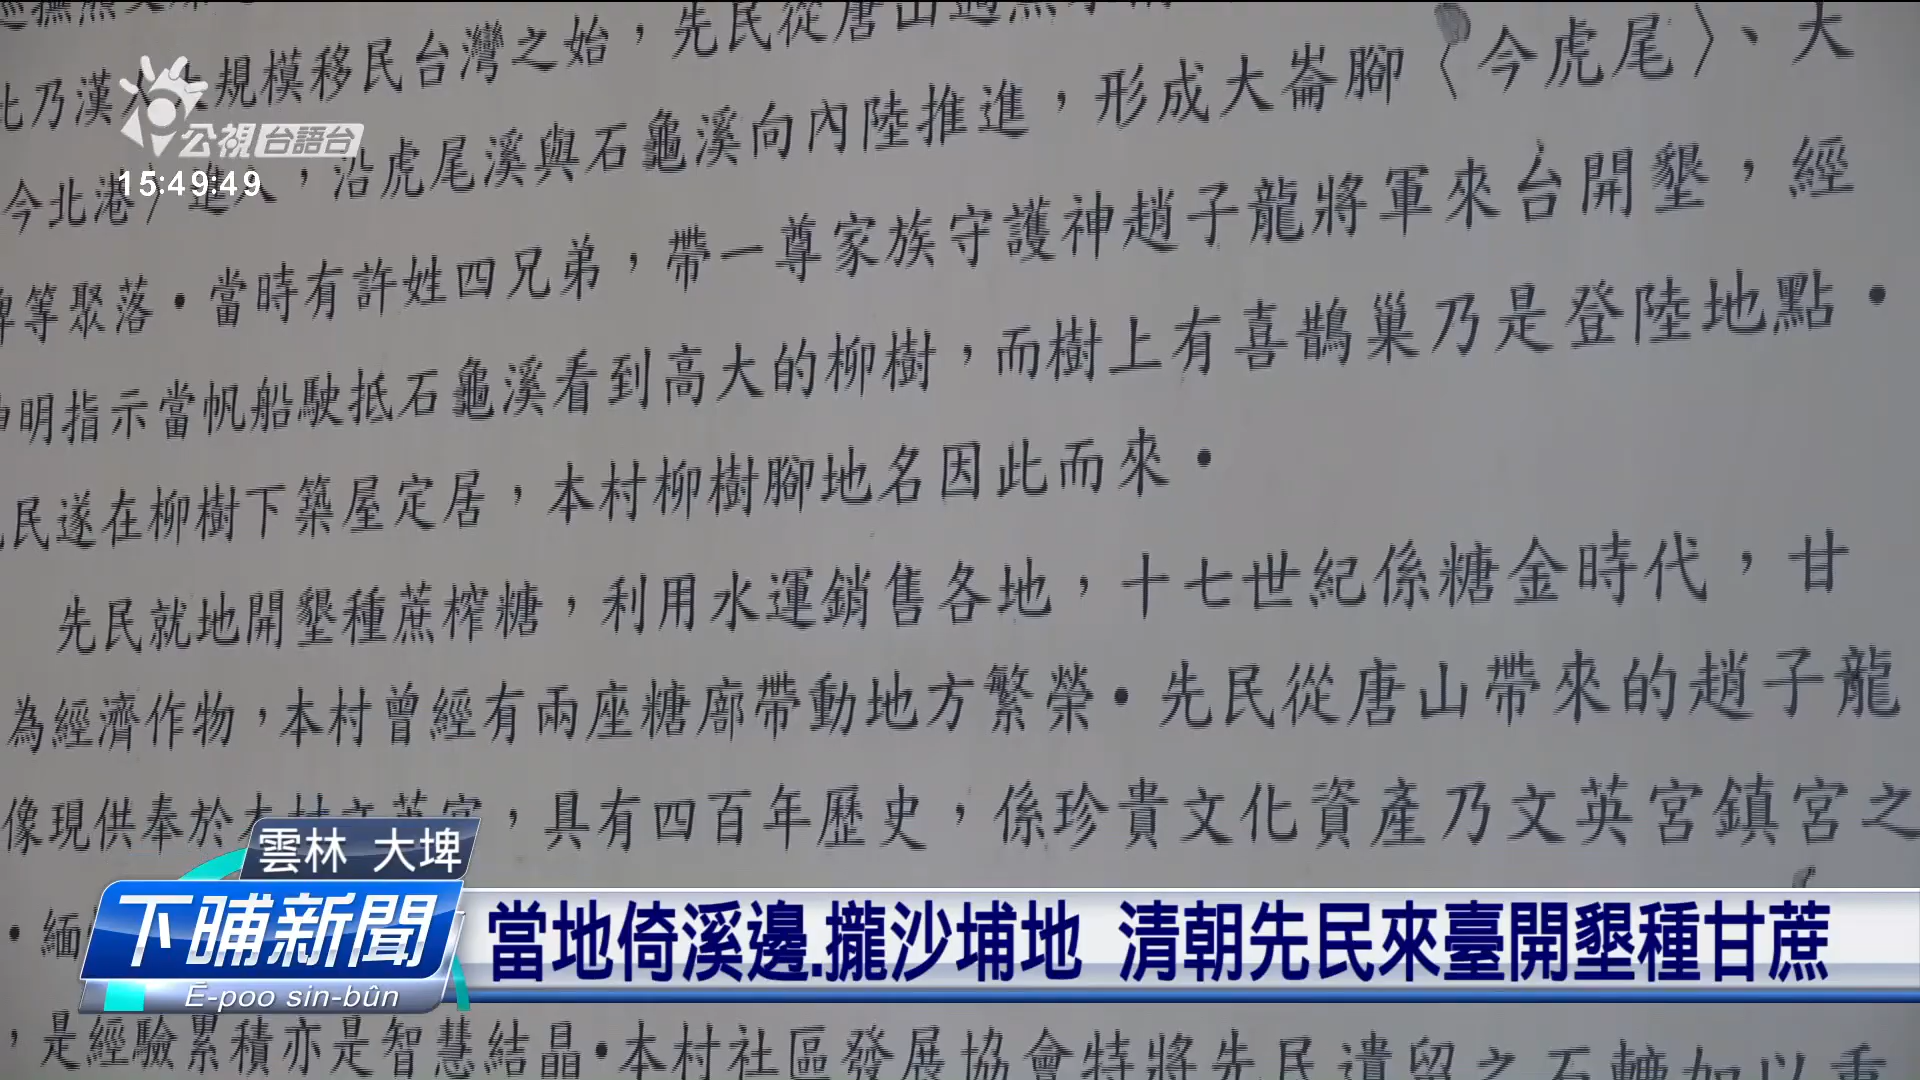 規模移民台灣之始，先民從唐山過
今北港〉進入，沿虎尾溪與石龜溪向內陸推進，形成大崙腳〈今虎尾〉、大
等聚落．當時有許姓四兄弟，帶一尊家族守護神趙子龍將軍來台開墾，經
明指示當帆船駛抵石龜溪看到高大的柳樹，而樹上有喜鵲巢乃是登陸地點．
民遂在柳樹下築屋定居，本村柳樹腳地名因此而來．
先民就地開墾種蔗榨糖，利用水運銷售各地，十七世紀係糖金時代，甘
為經濟作物，本村曾經有兩座糖廍帶動地方繁榮．先民從唐山帶來的趙子龍
像現供奉於本村文英宮，具有四百年歷史，係珍貴文化資產乃文英宮鎮宮之
．緬
，是經驗累積亦是智慧結晶．本村社區發展協會特將先民遺留之石
公視台語台
15:49:49
雲林 大埤
下晡新聞
Ē-poo sin-bûn
當地倚溪邊.攏沙埔地 清朝先民來臺開墾種甘蔗